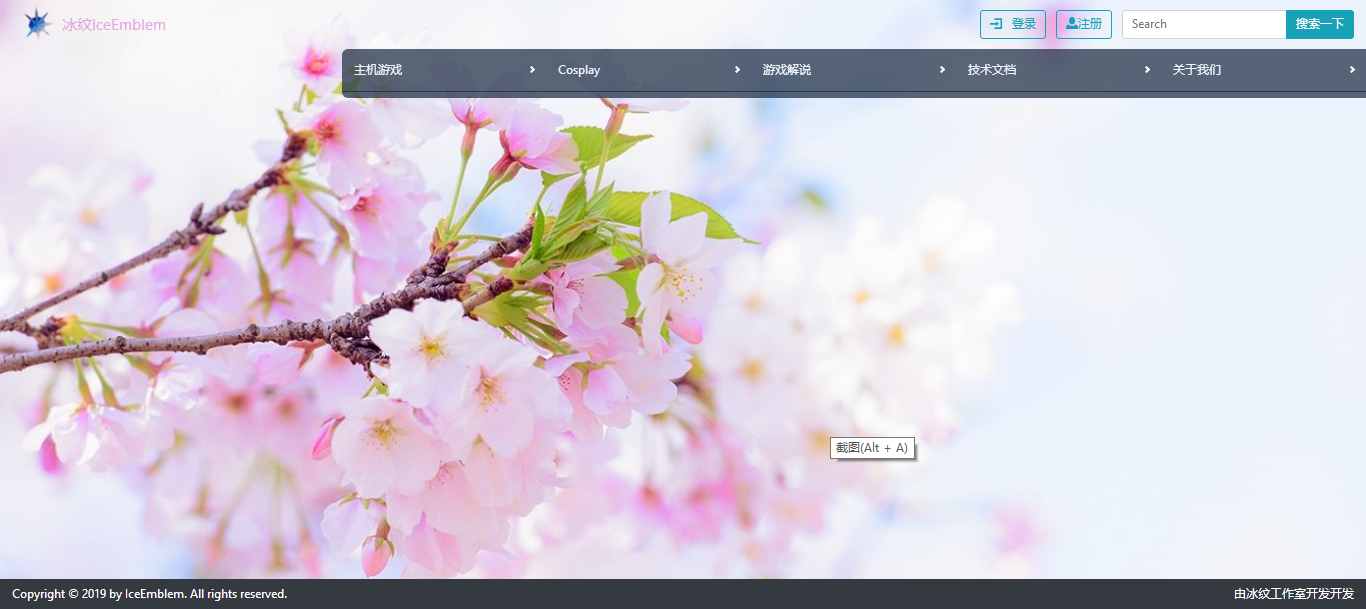 冰纹IceEmblem
登录
注册
Search
搜索一下
主机游戏
Cosplay
游戏解说
技术文档
关于我们
截图(Alt + A)
Copyright © 2019 by IceEmblem. All rights reserved.
由冰纹工作室开发开发